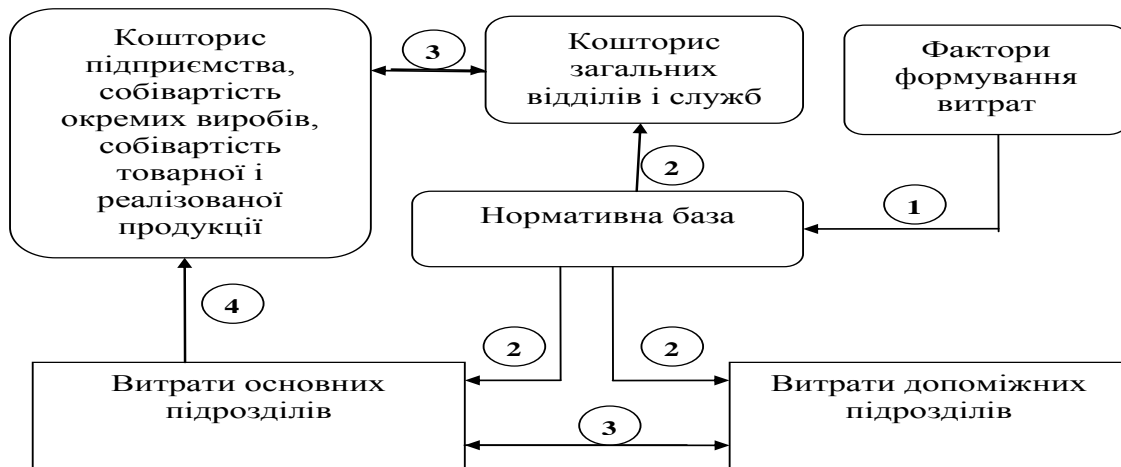 Кошторис
підприємства,
собівартість
окремих виробів,
собівартість
товарної і
реалізованої
продукції
3
Кошторис
загальних
відділів і служб
Фактори
формування
витрат
2
Нормативна база
1
4
2
2
Витрати основних
підрозділів
3
Витрати допоміжних
підрозділів